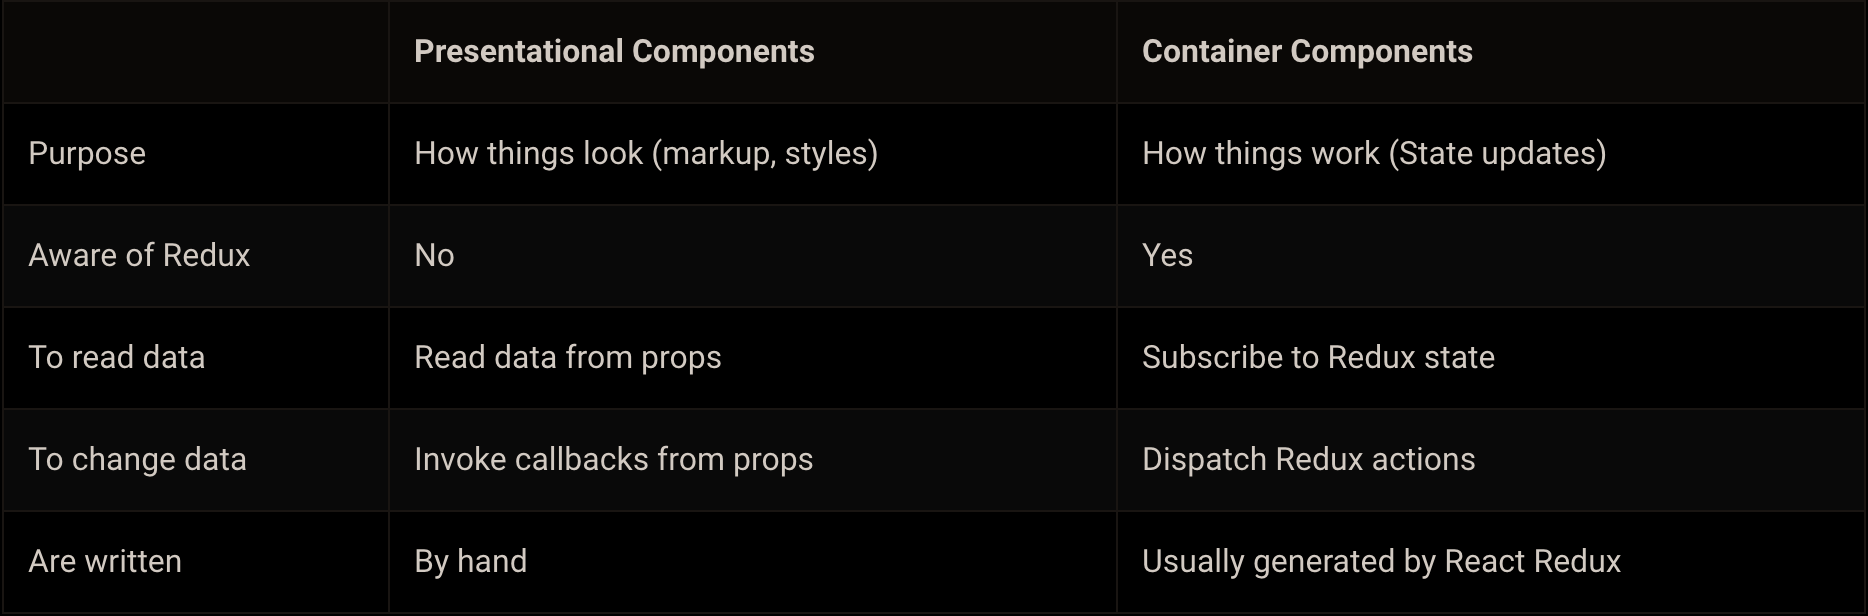 Presentational Components Container Components
Purpose How things look (markup, styles) How things work (State updates)
Aware of Redux No Yes
To read data Read data from props Subscribe to Redux state
To change data Invoke callbacks from props Dispatch Redux actions
Are written By hand Usually generated by React Redux